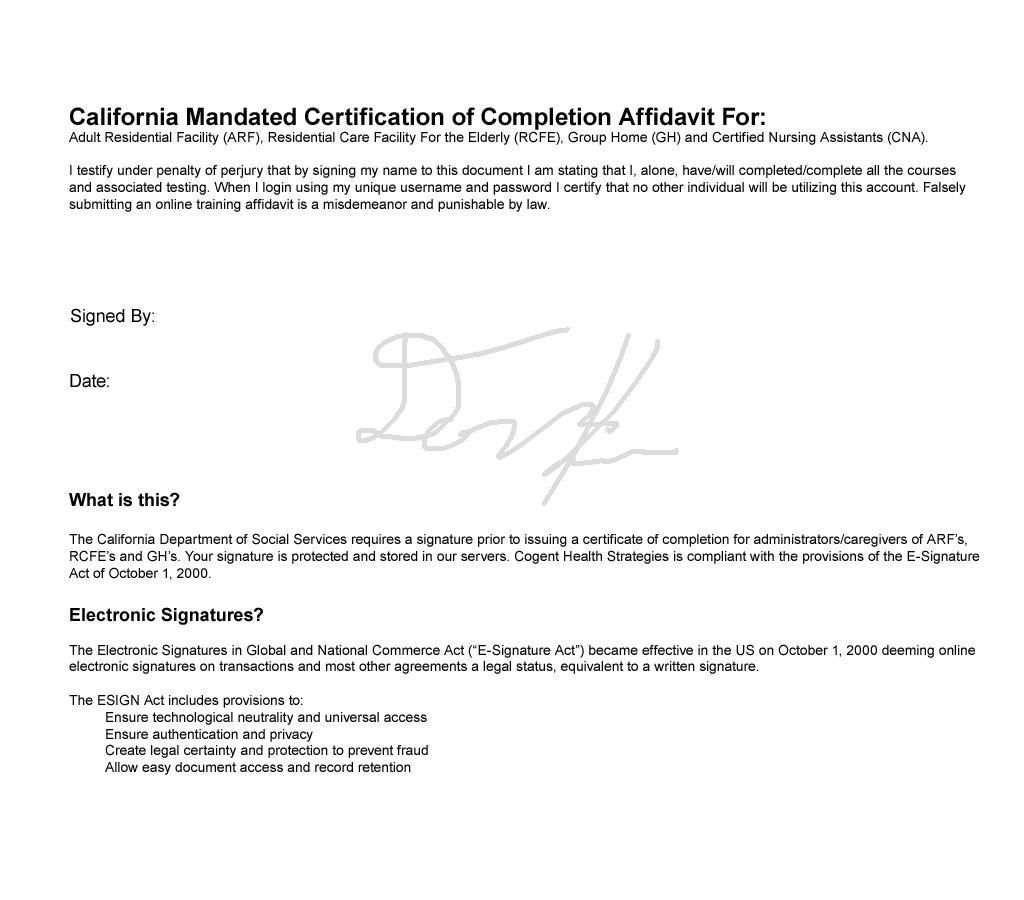 California Mandated Certification of Completion Affidavit For:
Adult Residential Facility (ARF), Residential Care Facility For the Elderly (RCFE), Group Home (GH) and Certified Nursing Assistants (CNA).
I testify under penalty of perjury that by signing my name to this document I am stating that I, alone, have/will completed/complete all the courses
and associated testing. When I login using my unique username and password I certify that no other individual will be utilizing this account. Falsely
submitting an online training affidavit is a misdemeanor and punishable by law.
Signed By:
Date:
What is this?
The California Department of Social Services requires a signature prior to issuing a certificate of completion for administrators/caregivers of ARF's,
RCFE's and GH's. Your signature is protected and stored in our servers. Cogent Health Strategies is compliant with the provisions of the E-Signature
Act of October 1, 2000.
Electronic Signatures?
The Electronic Signatures in Global and National Commerce Act (“E-Signature Act”) became effective in the US on October 1, 2000 deeming online
electronic signatures on transactions and most other agreements a legal status, equivalent to a written signature.
The ESIGN Act includes provisions to:
Ensure technological neutrality and universal access
Ensure authentication and privacy
Create legal certainty and protection to prevent fraud
Allow easy document access and record retention